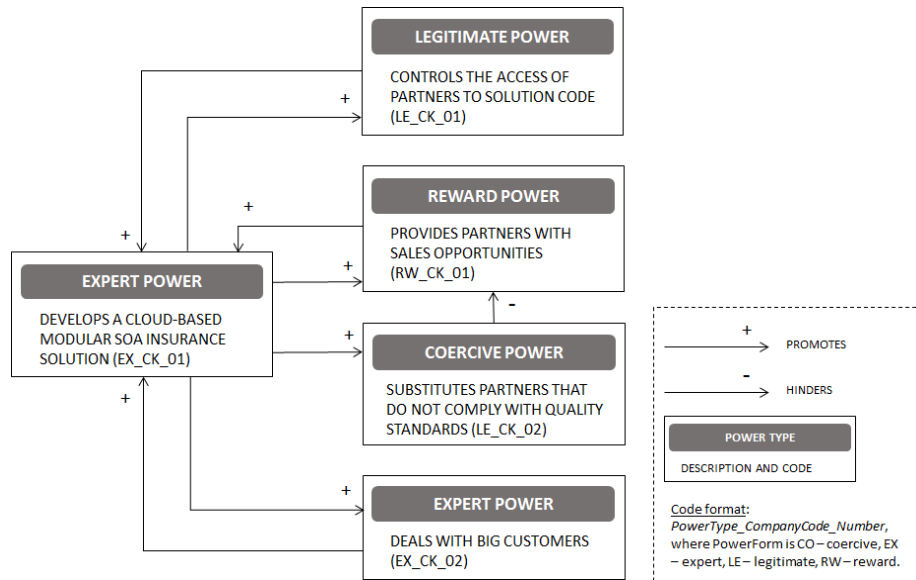 LEGITIMATE POWER
CONTROLS THE ACCESS OF
PARTNERS TO SOLUTION CODE
(LE_CK_01)
+
+
REWARD POWER
PROVIDES PARTNERS WITH
SALES OPPORTUNITIES
(RW_CK_01)
+
+
EXPERT POWER
DEVELOPS A CLOUD-BASED
MODULAR SOA INSURANCE
SOLUTION (EX_CK_01)
-
+
+
COERCIVE POWER
SUBSTITUTES PARTNERS THAT
DO NOT COMPLY WITH QUALITY
STANDARDS (LE_CK_02)
+
EXPERT POWER
DEALS WITH BIG CUSTOMERS
(EX_CK_02)
+
PROMOTES
-
HINDERS
POWER TYPE
DESCRIPTION AND CODE
Code format:
PowerType_CompanyCode_Number,
where PowerForm is CO – coercive, EX
– expert, LE – legitimate, RW – reward.